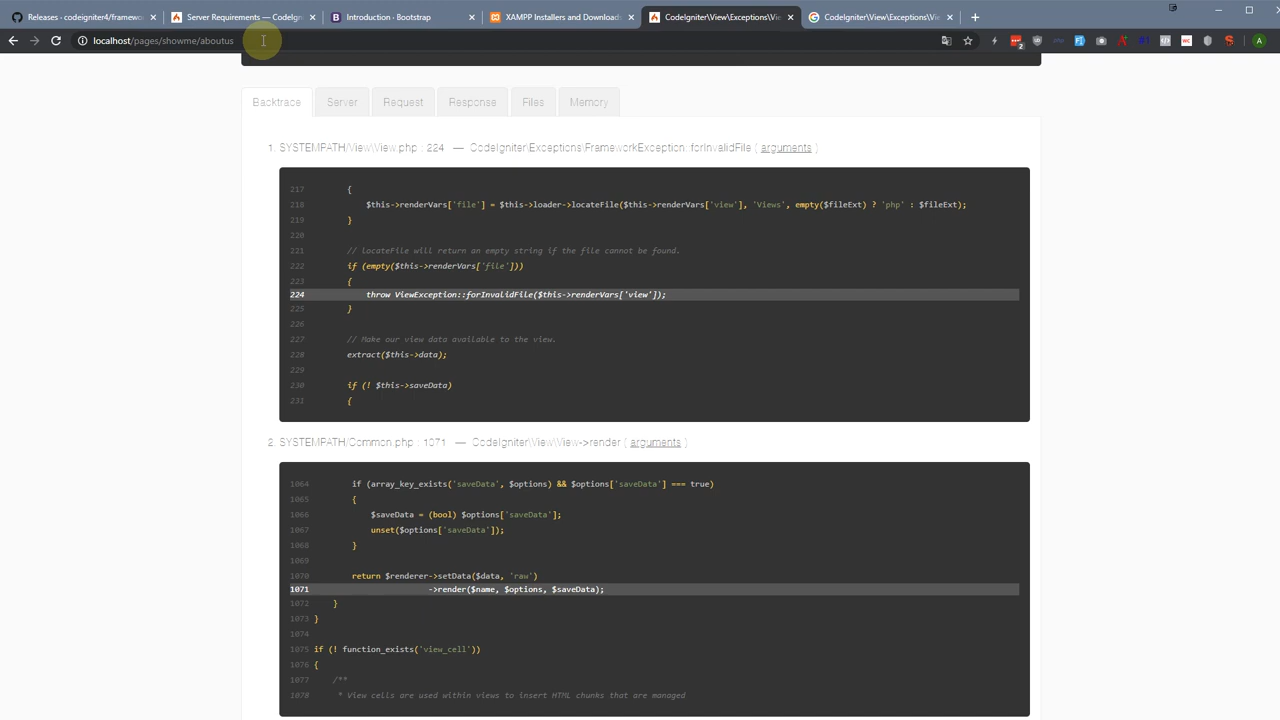 Releases · codeigniter4/framewo
Server Requirements — CodeIgni
Introduction · Bootstrap
XAMPP Installers and Downloads
CodeIgniter\View\Exceptions\Vie
CodeIgniter\View\Exceptions\Vie
localhost/pages/showme/aboutus
Backtrace
Server
Request
Response
Files
Memory
1. SYSTEMPATH/View\View.php : 224 — CodeIgniter\Exceptions\FrameworkException::forInvalidFile ( arguments )
217 {
218 $this->renderVars['file'] = $this->loader->locateFile($this->renderVars['view'], 'Views', empty($fileExt) ? 'php' : $fileExt);
219 }
220
221 // locateFile will return an empty string if the file cannot be found.
222 if (empty($this->renderVars['file']))
223 {
224 throw ViewException::forInvalidFile($this->renderVars['view']);
225 }
226
227 // Make our view data available to the view.
228 extract($this->data);
229
230 if (! $this->saveData)
231 {
2. SYSTEMPATH/Common.php : 1071 — CodeIgniter\View\View->render ( arguments )
1064 if (array_key_exists('saveData', $options) && $options['saveData'] === true)
1065 {
1066 $saveData = (bool) $options['saveData'];
1067 unset($options['saveData']);
1068 }
1069
1070 return $renderer->setData($data, 'raw')
1071 ->render($name, $options, $saveData);
1072 }
1073 }
1074
1075 if (! function_exists('view_cell'))
1076 {
1077 /**
1078 * View cells are used within views to insert HTML chunks that are managed